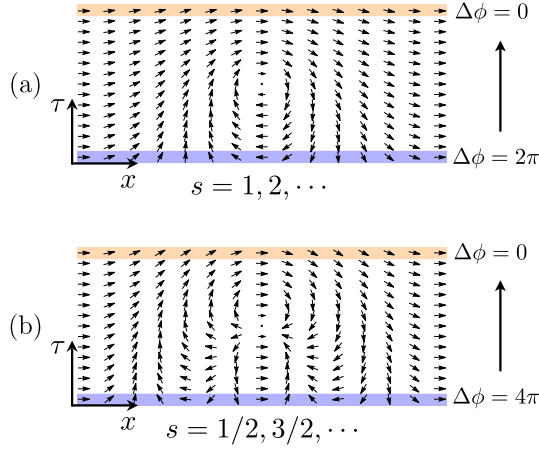 Δϕ = 0
(a)
τ
Δϕ = 2π
x
s = 1, 2, ⋯
Δϕ = 0
(b)
τ
Δϕ = 4π
x
s = 1/2, 3/2, ⋯